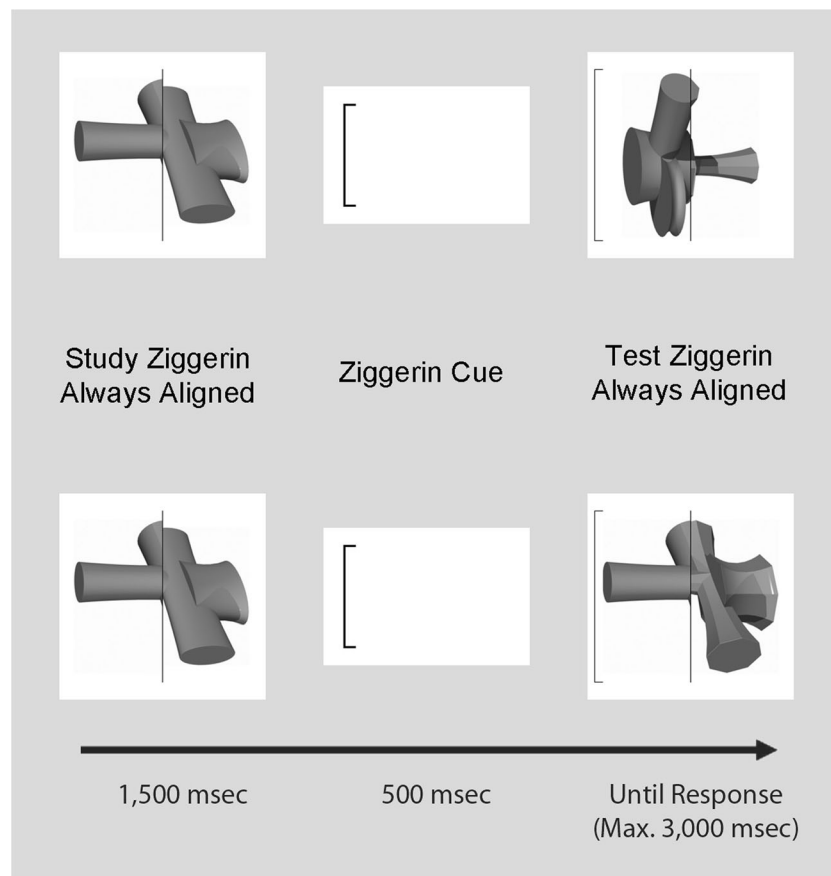 Study Ziggerin
Always Aligned
Ziggerin Cue
Test Ziggerin
Always Aligned
1,500 msec
500 msec
Until Response
(Max. 3,000 msec)